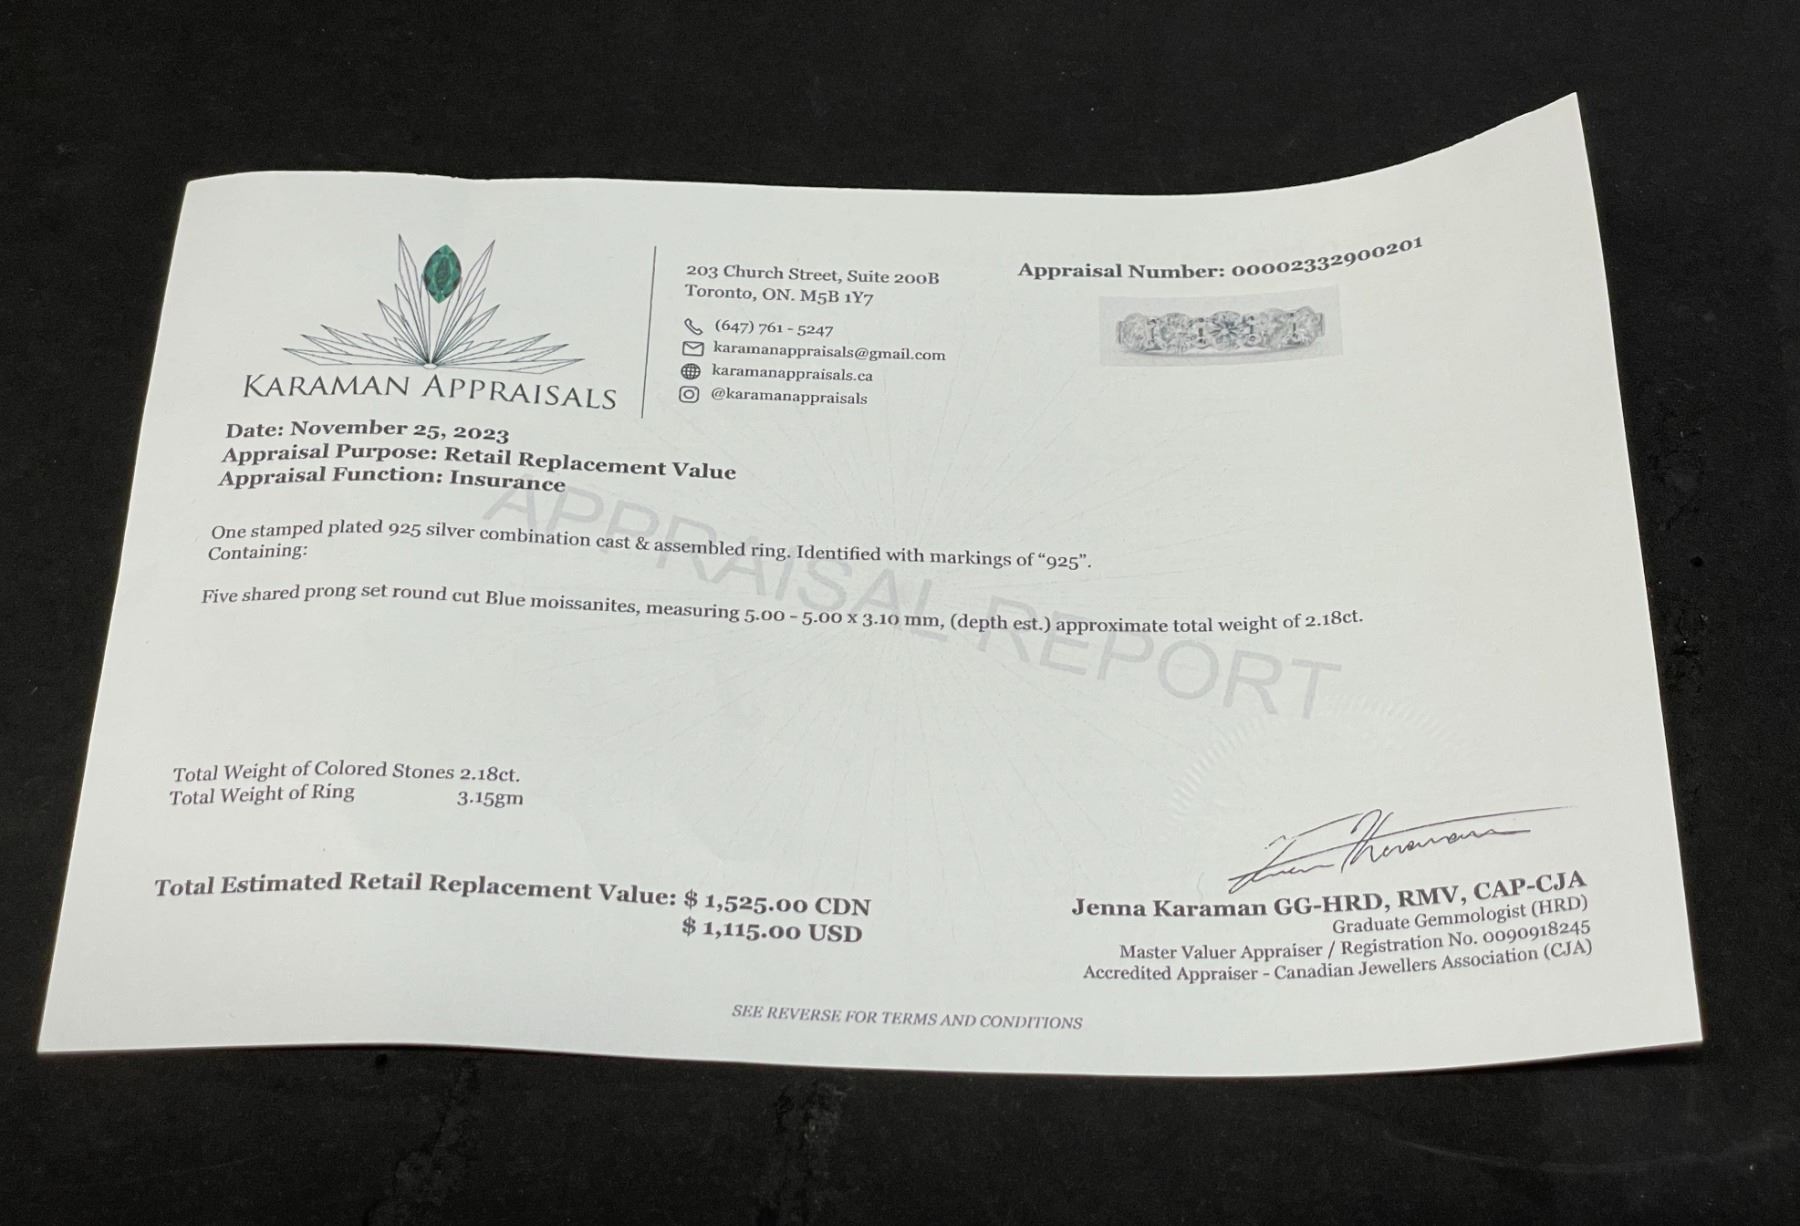 KARAMAN APPRAISALS
203 Church Street, Suite 200B
Toronto, ON. M5B 1Y7
(647) 761 - 5247
karamanappraisals@gmail.com
karamanappraisals.ca
@karamanappraisals
Appraisal Number: 00002332900201
Date: November 25, 2023
Appraisal Purpose: Retail Replacement Value
Appraisal Function: Insurance
APPRAISAL REPORT
One stamped plated 925 silver combination cast & assembled ring. Identified with markings of “925”.
Containing:
Five shared prong set round cut Blue moissanites, measuring 5.00 - 5.00 x 3.10 mm, (depth est.) approximate total weight of 2.18ct.
Total Weight of Colored Stones 2.18ct.
Total Weight of Ring 3.15gm
Total Estimated Retail Replacement Value: $ 1,525.00 CDN
$ 1,115.00 USD
Jenna Karaman GG-HRD, RMV, CAP-CJA
Graduate Gemmologist (HRD)
Master Valuer Appraiser / Registration No. 0090918245
Accredited Appraiser - Canadian Jewellers Association (CJA)
SEE REVERSE FOR TERMS AND CONDITIONS